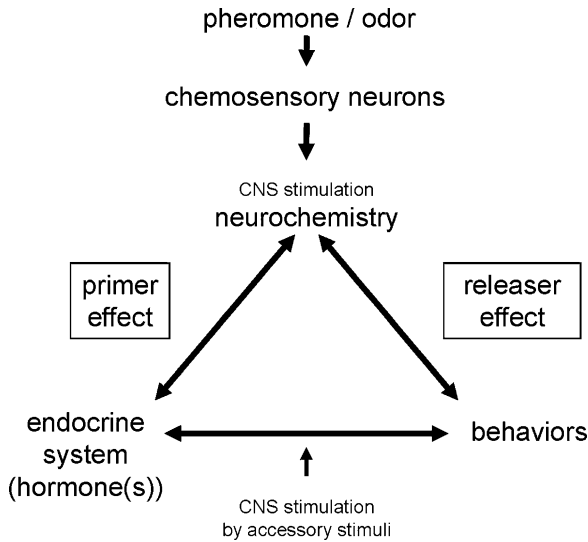 pheromone / odor
chemosensory neurons
CNS stimulation
neurochemistry
primer
effect
releaser
effect
endocrine
system
(hormone(s))
behaviors
CNS stimulation
by accessory stimuli